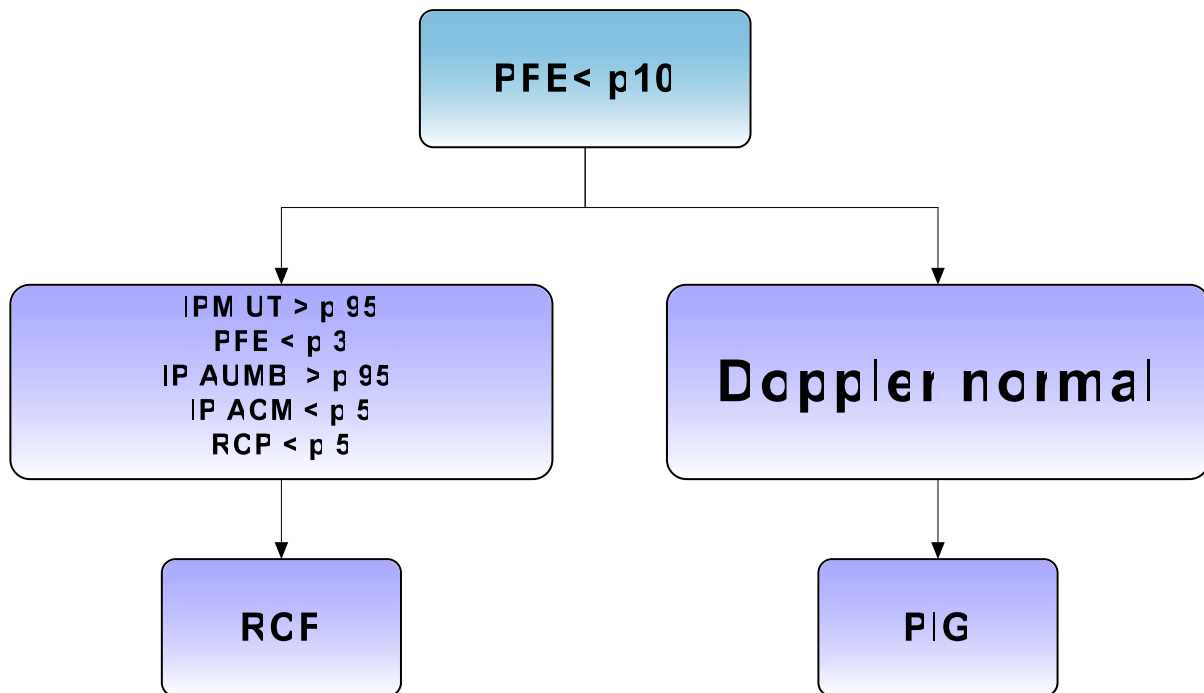 PFE< p10
IPM UT > p 95
PFE < p 3
IP AUMB > p 95
IP ACM < p 5
RCP < p 5
Doppler normal
RCF
PIG